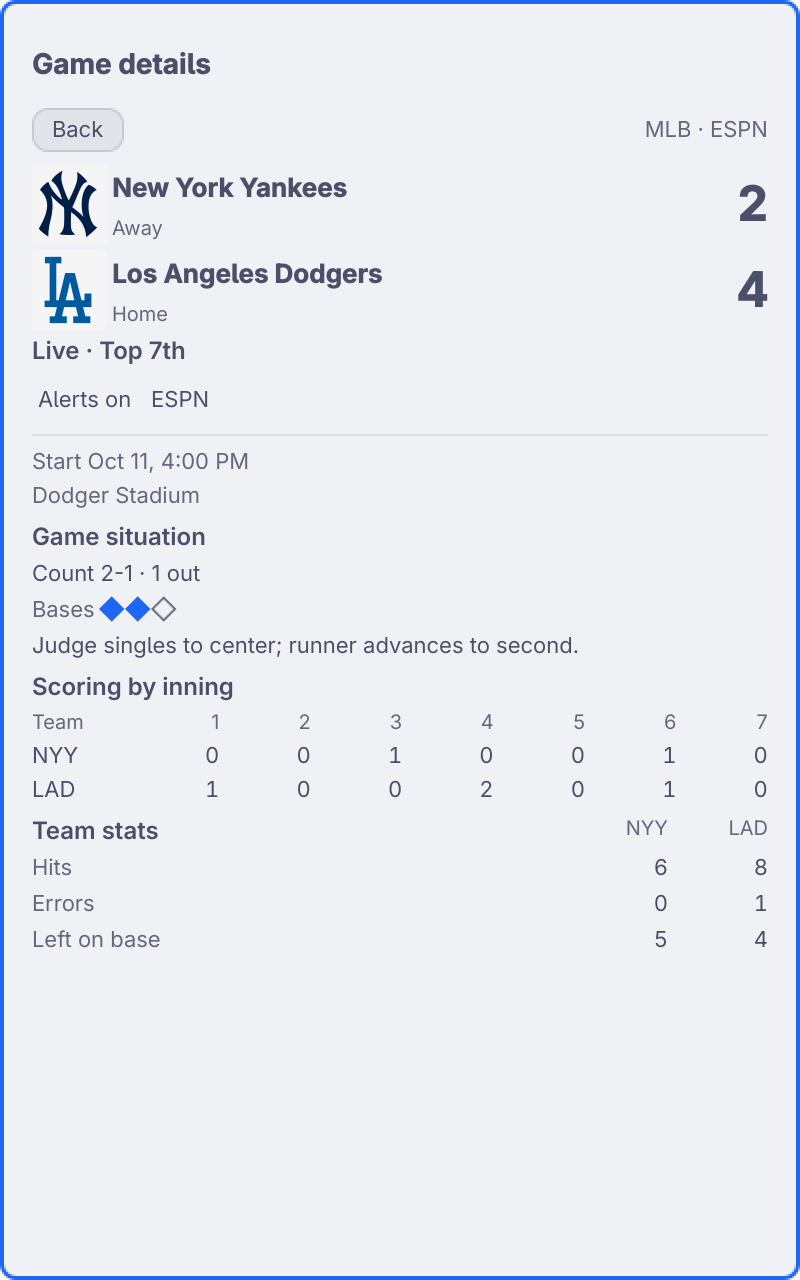 Game details
Back MLB · ESPN
NY New York Yankees 2
Away
LA Los Angeles Dodgers 4
Home
Live · Top 7th
Alerts on ESPN
Start Oct 11, 4:00 PM
Dodger Stadium
Game situation
Count 2-1 · 1 out
Bases
Judge singles to center; runner advances to second.
Scoring by inning
Team 1 2 3 4 5 6 7
NYY 0 0 1 0 0 1 0
LAD 1 0 0 2 0 1 0
Team stats NYY LAD
Hits 6 8
Errors 0 1
Left on base 5 4